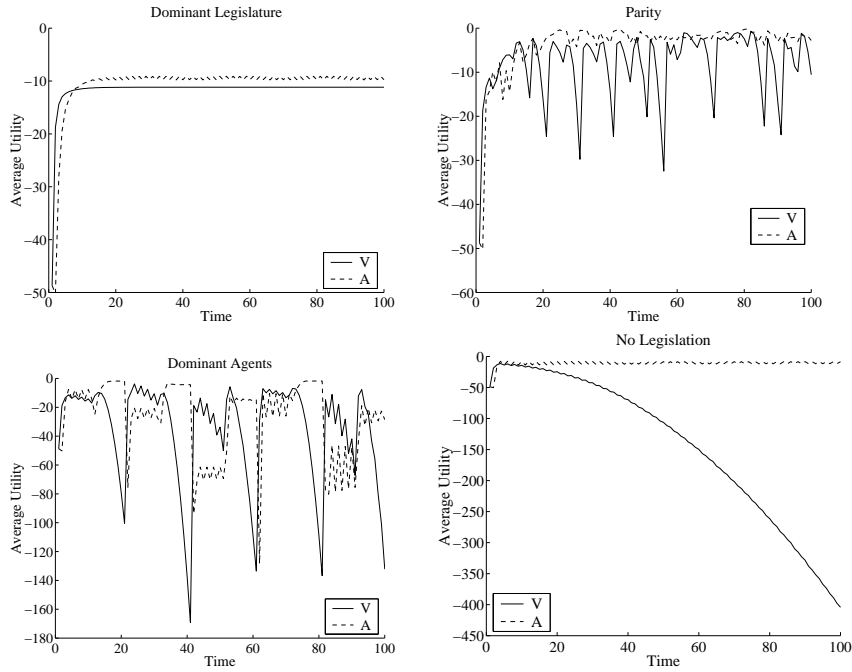 Dominant Legislature
0
−10
−20
−30
−40
−50
0 20 40 60 80 100
Average Utility
Time
V
A
Parity
0
−10
−20
−30
−40
−50
−60
0 20 40 60 80 100
Average Utility
Time
V
A
Dominant Agents
0
−20
−40
−60
−80
−100
−120
−140
−160
−180
0 20 40 60 80 100
Average Utility
Time
V
A
No Legislation
0
−50
−100
−150
−200
−250
−300
−350
−400
−450
0 20 40 60 80 100
Average Utility
Time
V
A